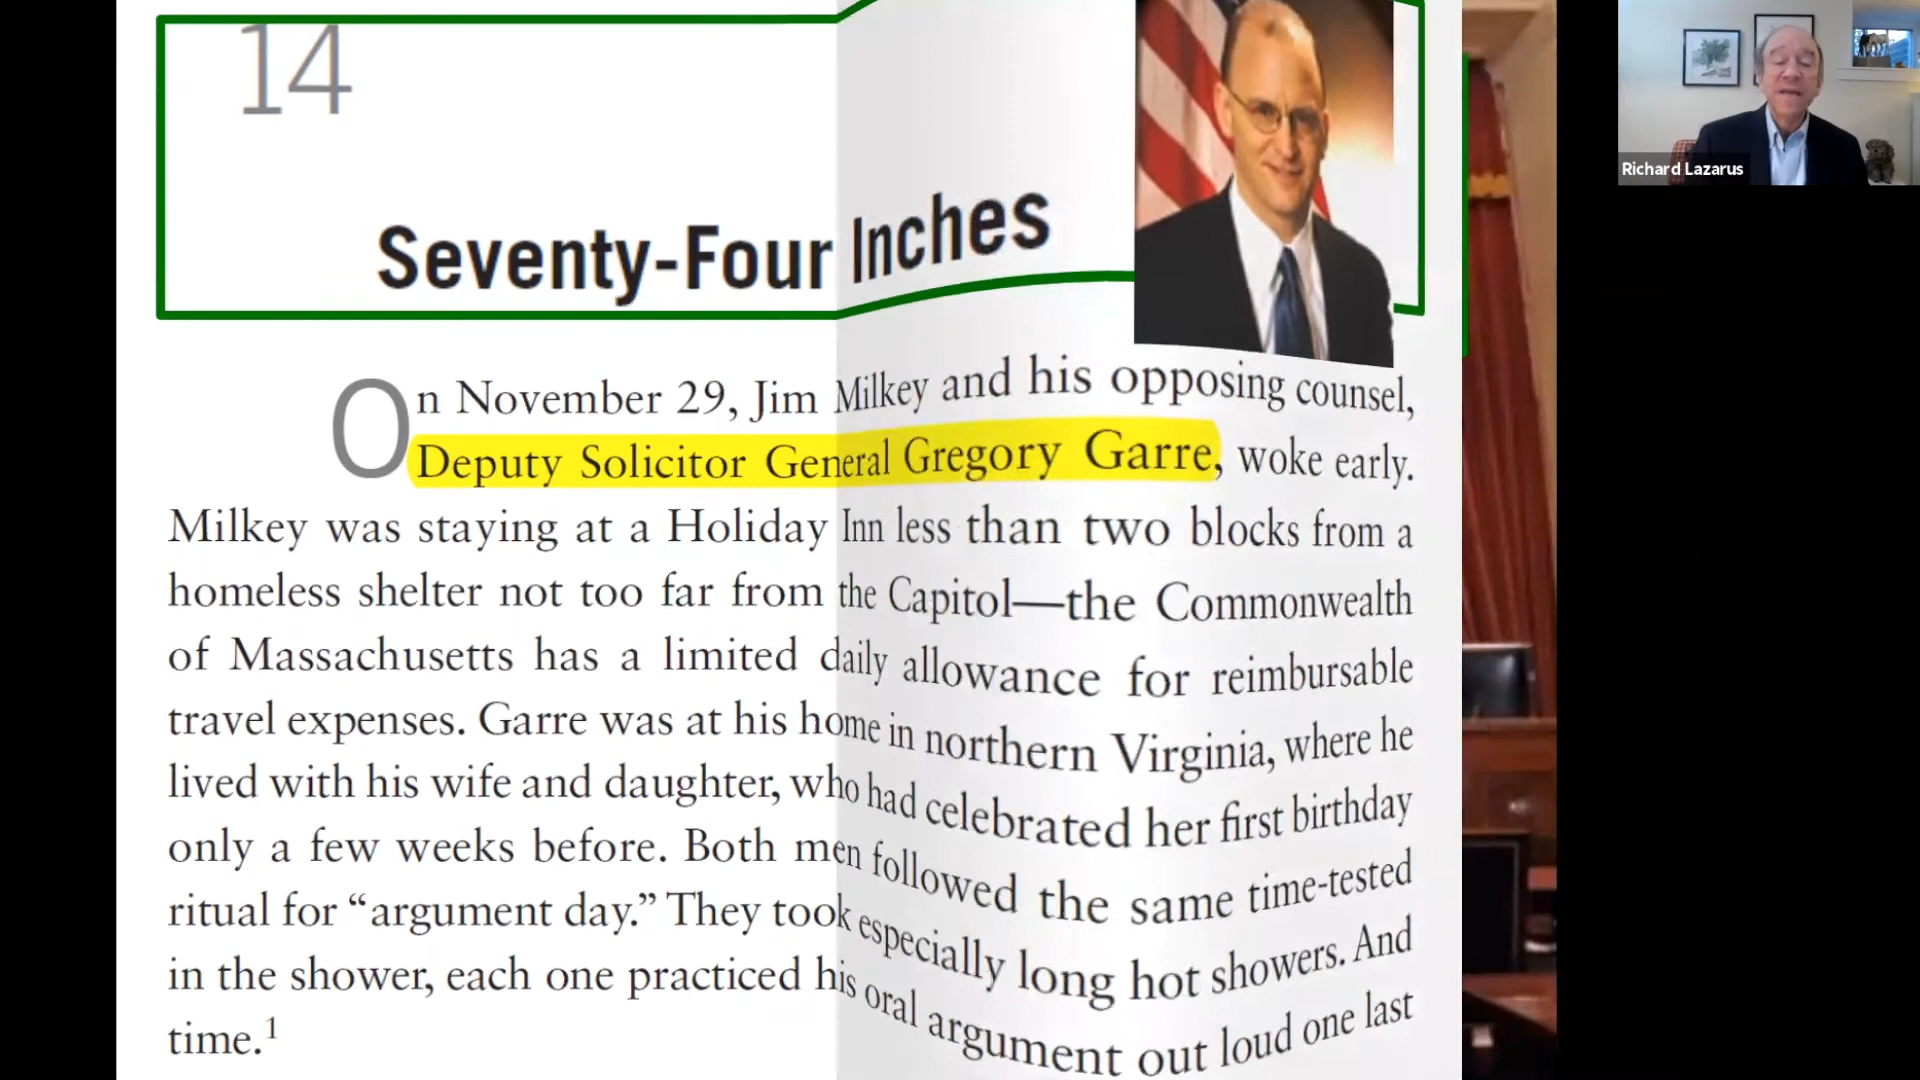 14
Seventy-Four Inches
On November 29, Jim Milkey and his opposing counsel,
Deputy Solicitor General Gregory Garre, woke early.
Milkey was staying at a Holiday Inn less than two blocks from a
homeless shelter not too far from the Capitol—the Commonwealth
of Massachusetts has a limited daily allowance for reimbursable
travel expenses. Garre was at his home in northern Virginia, where he
lived with his wife and daughter, who had celebrated her first birthday
only a few weeks before. Both men followed the same time-tested
ritual for “argument day.” They took especially long hot showers. And
in the shower, each one practiced his oral argument out loud one last
time.1
Richard Lazarus